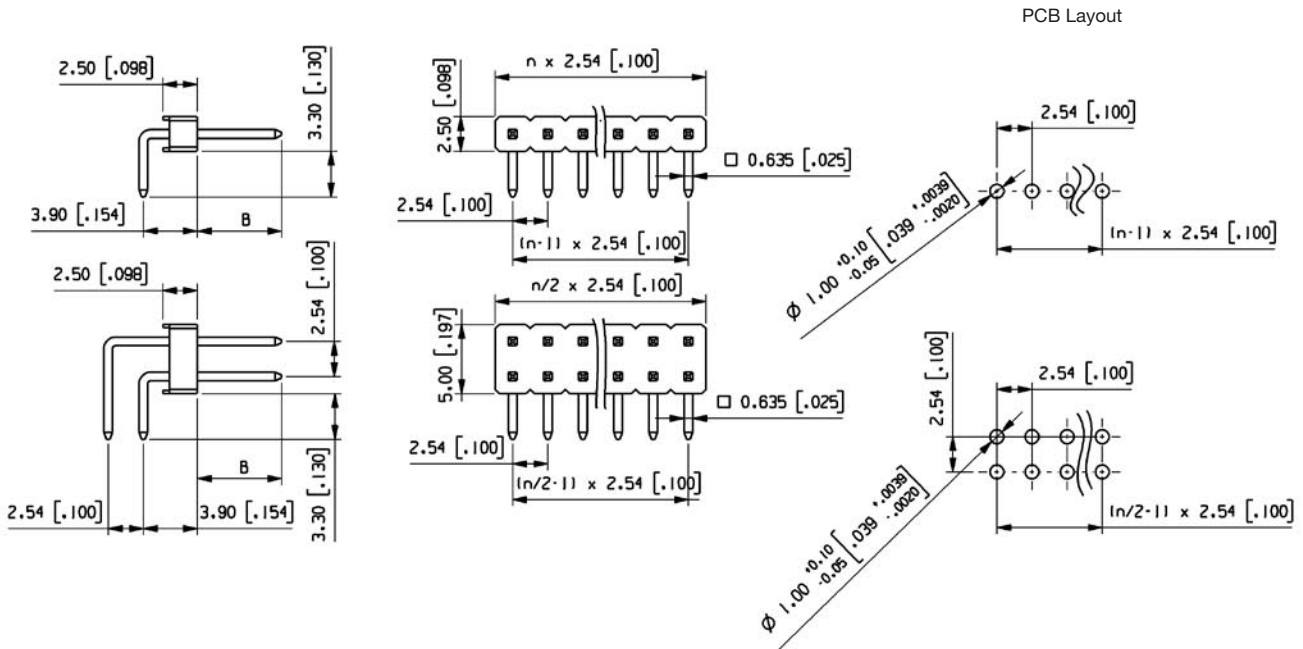 PCB Layout
2.50 [.098]
3.30 [.130]
3.90 [.154]
B
n x 2.54 [.100]
2.50 [.098]
□ 0.635 [.025]
2.54 [.100]
(n-1) x 2.54 [.100]
2.54 [.100]
Ø 1.00 +0.10 -0.05 [.039 +.0039 -.0020]
(n-1) x 2.54 [.100]
2.50 [.098]
2.54 [.100]
B
2.54 [.100]
3.90 [.154]
3.30 [.130]
n/2 x 2.54 [.100]
5.00 [.197]
□ 0.635 [.025]
2.54 [.100]
(n/2-1) x 2.54 [.100]
2.54 [.100]
2.54 [.100]
Ø 1.00 +0.10 -0.05 [.039 +.0039 -.0020]
(n/2-1) x 2.54 [.100]